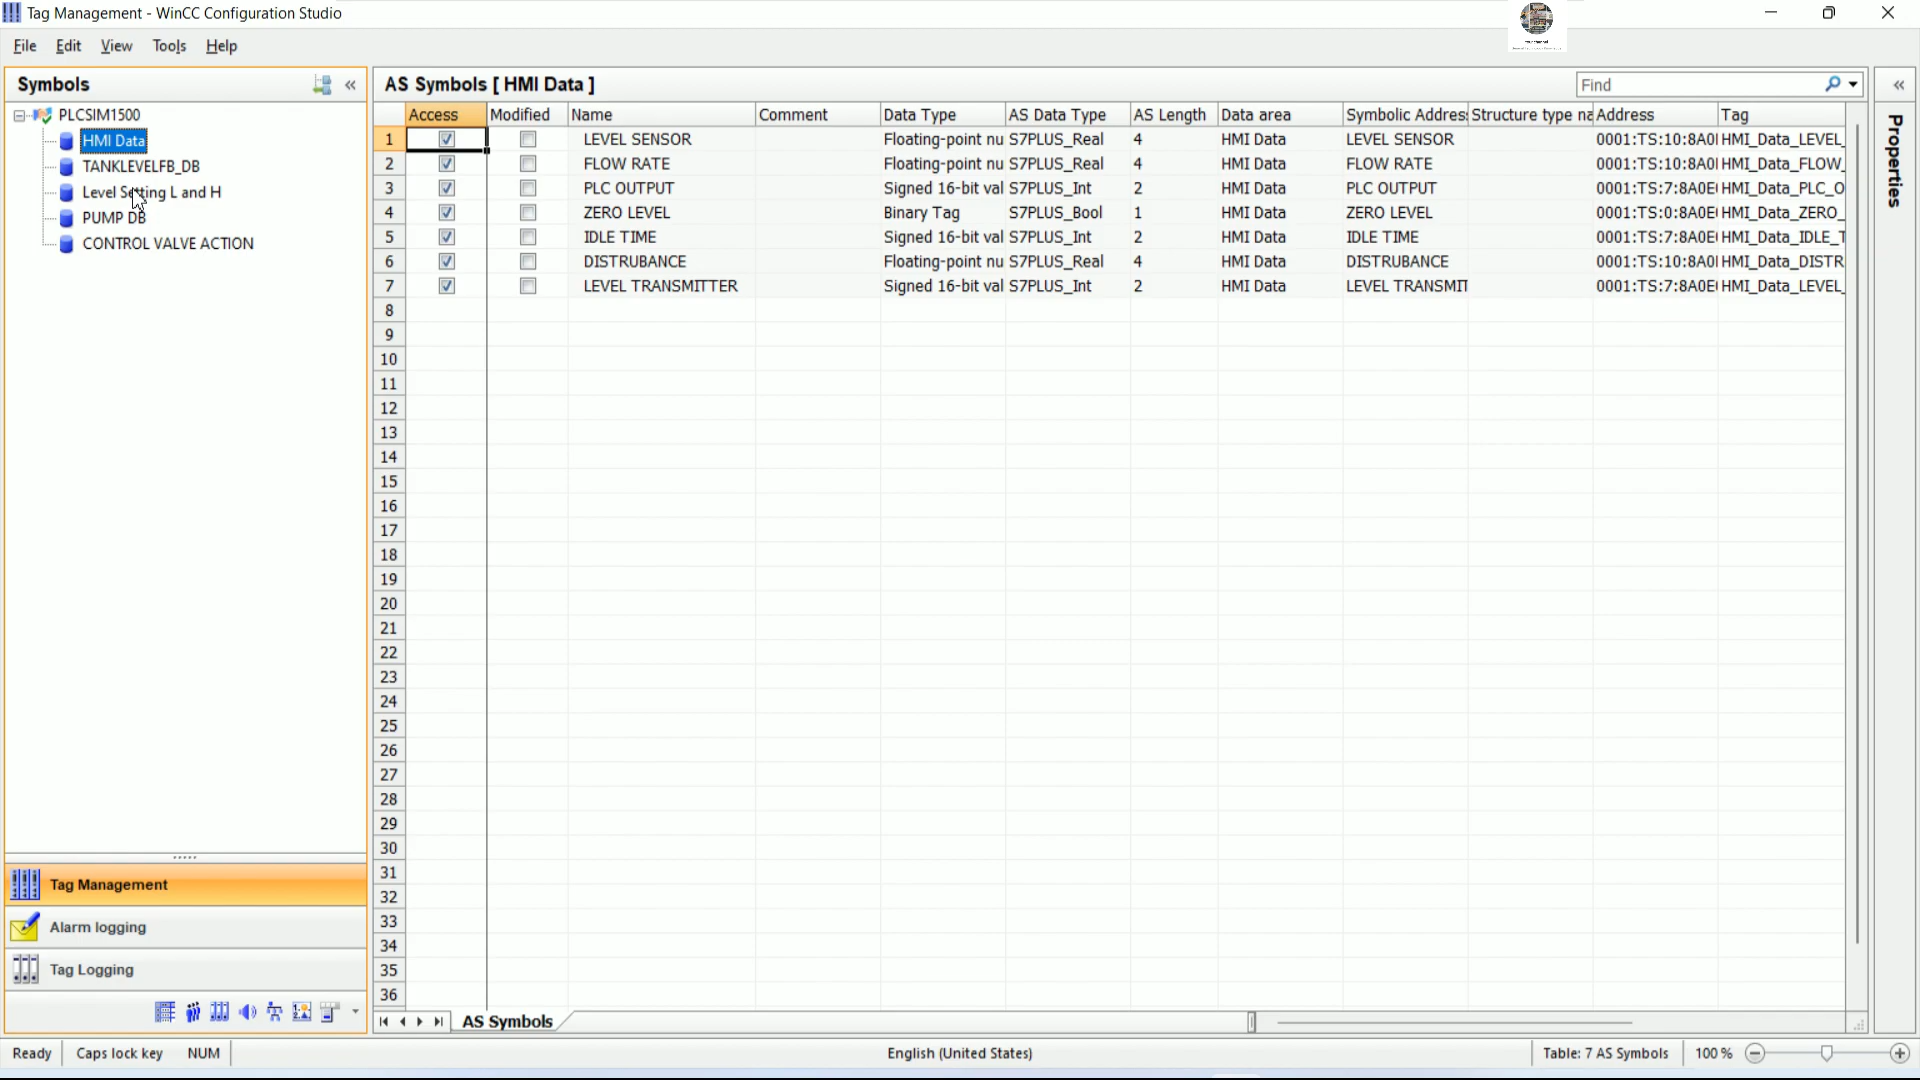 Tag Management - WinCC Configuration Studio
File Edit View Tools Help
Symbols
PLCSIM1500
HMI Data
TANKLEVELFB_DB
Level Setting L and H
PUMP DB
CONTROL VALVE ACTION
Tag Management
Alarm logging
Tag Logging
AS Symbols [ HMI Data ]
Find
Access Modified Name Comment Data Type AS Data Type AS Length Data area Symbolic Address Structure type na Address Tag
1 LEVEL SENSOR Floating-point nu S7PLUS_Real 4 HMI Data LEVEL SENSOR 0001:TS:10:8A0 HMI_Data_LEVEL_
2 FLOW RATE Floating-point nu S7PLUS_Real 4 HMI Data FLOW RATE 0001:TS:10:8A0 HMI_Data_FLOW_
3 PLC OUTPUT Signed 16-bit val S7PLUS_Int 2 HMI Data PLC OUTPUT 0001:TS:7:8A0E HMI_Data_PLC_O
4 ZERO LEVEL Binary Tag S7PLUS_Bool 1 HMI Data ZERO LEVEL 0001:TS:0:8A0E HMI_Data_ZERO_
5 IDLE TIME Signed 16-bit val S7PLUS_Int 2 HMI Data IDLE TIME 0001:TS:7:8A0E HMI_Data_IDLE_T
6 DISTRUBANCE Floating-point nu S7PLUS_Real 4 HMI Data DISTRUBANCE 0001:TS:10:8A0 HMI_Data_DISTR
7 LEVEL TRANSMITTER Signed 16-bit val S7PLUS_Int 2 HMI Data LEVEL TRANSMIT 0001:TS:7:8A0E HMI_Data_LEVEL_
8
9
10
11
12
13
14
15
16
17
18
19
20
21
22
23
24
25
26
27
28
29
30
31
32
33
34
35
36
AS Symbols
Properties
Ready Caps lock key NUM English (United States) Table: 7 AS Symbols 100 %